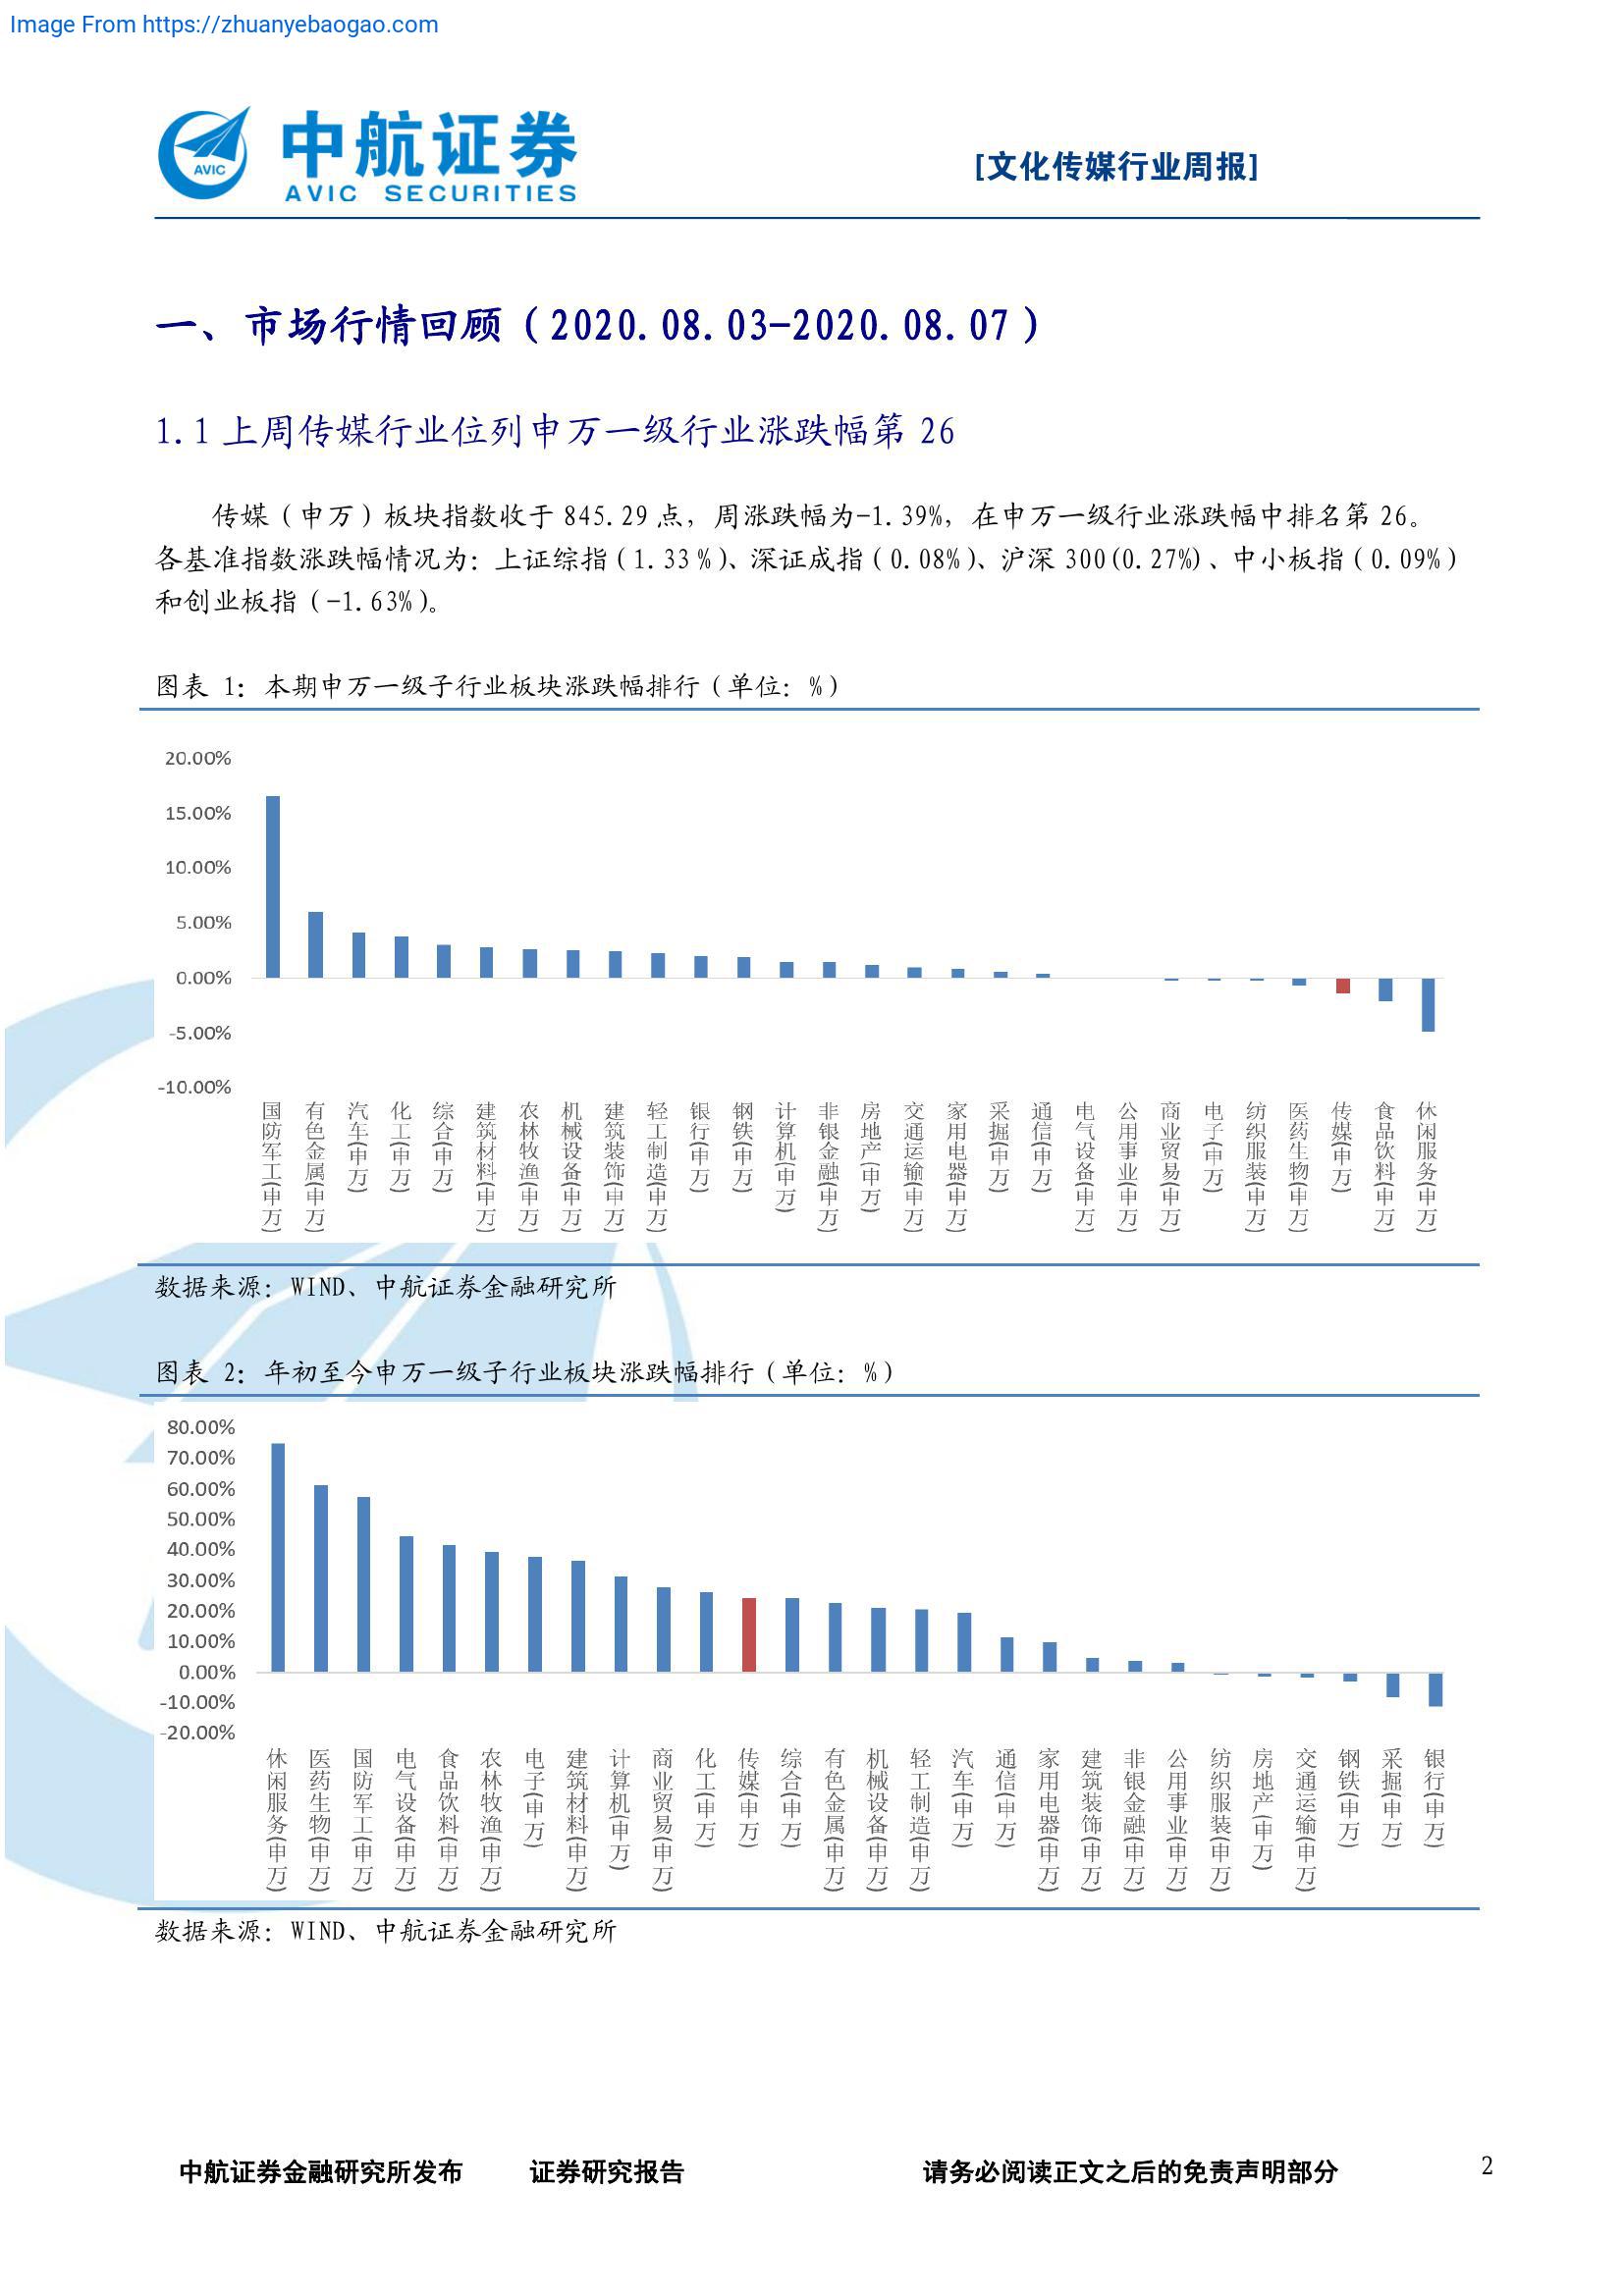 Image From https://zhuanyebaogao.com
AVIC
中航证券
AVIC SECURITIES
[文化传媒行业周报]
一、市场行情回顾（2020.08.03-2020.08.07）
1.1 上周传媒行业位列申万一级行业涨跌幅第 26
传媒（申万）板块指数收于 845.29 点，周涨跌幅为-1.39%，在申万一级行业涨跌幅中排名第 26。
各基准指数涨跌幅情况为：上证综指（1.33%）、深证成指（0.08%）、沪深 300(0.27%)、中小板指（0.09%）
和创业板指（-1.63%）。
图表 1：本期申万一级子行业板块涨跌幅排行（单位：%）
20.00%
15.00%
10.00%
5.00%
0.00%
-5.00%
-10.00%
国防军工(申万)
有色金属(申万)
汽车(申万)
化工(申万)
综合(申万)
建筑材料(申万)
农林牧渔(申万)
机械设备(申万)
建筑装饰(申万)
轻工制造(申万)
银行(申万)
钢铁(申万)
计算机(申万)
非银金融(申万)
房地产(申万)
交通运输(申万)
家用电器(申万)
采掘(申万)
通信(申万)
电气设备(申万)
公用事业(申万)
商业贸易(申万)
电子(申万)
纺织服装(申万)
医药生物(申万)
传媒(申万)
食品饮料(申万)
休闲服务(申万)
数据来源：WIND、中航证券金融研究所
图表 2：年初至今申万一级子行业板块涨跌幅排行（单位：%）
80.00%
70.00%
60.00%
50.00%
40.00%
30.00%
20.00%
10.00%
0.00%
-10.00%
-20.00%
休闲服务(申万)
医药生物(申万)
国防军工(申万)
电气设备(申万)
食品饮料(申万)
农林牧渔(申万)
电子(申万)
建筑材料(申万)
计算机(申万)
商业贸易(申万)
化工(申万)
传媒(申万)
综合(申万)
有色金属(申万)
机械设备(申万)
轻工制造(申万)
汽车(申万)
通信(申万)
家用电器(申万)
建筑装饰(申万)
非银金融(申万)
公用事业(申万)
纺织服装(申万)
房地产(申万)
交通运输(申万)
钢铁(申万)
采掘(申万)
银行(申万)
数据来源：WIND、中航证券金融研究所
中航证券金融研究所发布 证券研究报告 请务必阅读正文之后的免责声明部分 2